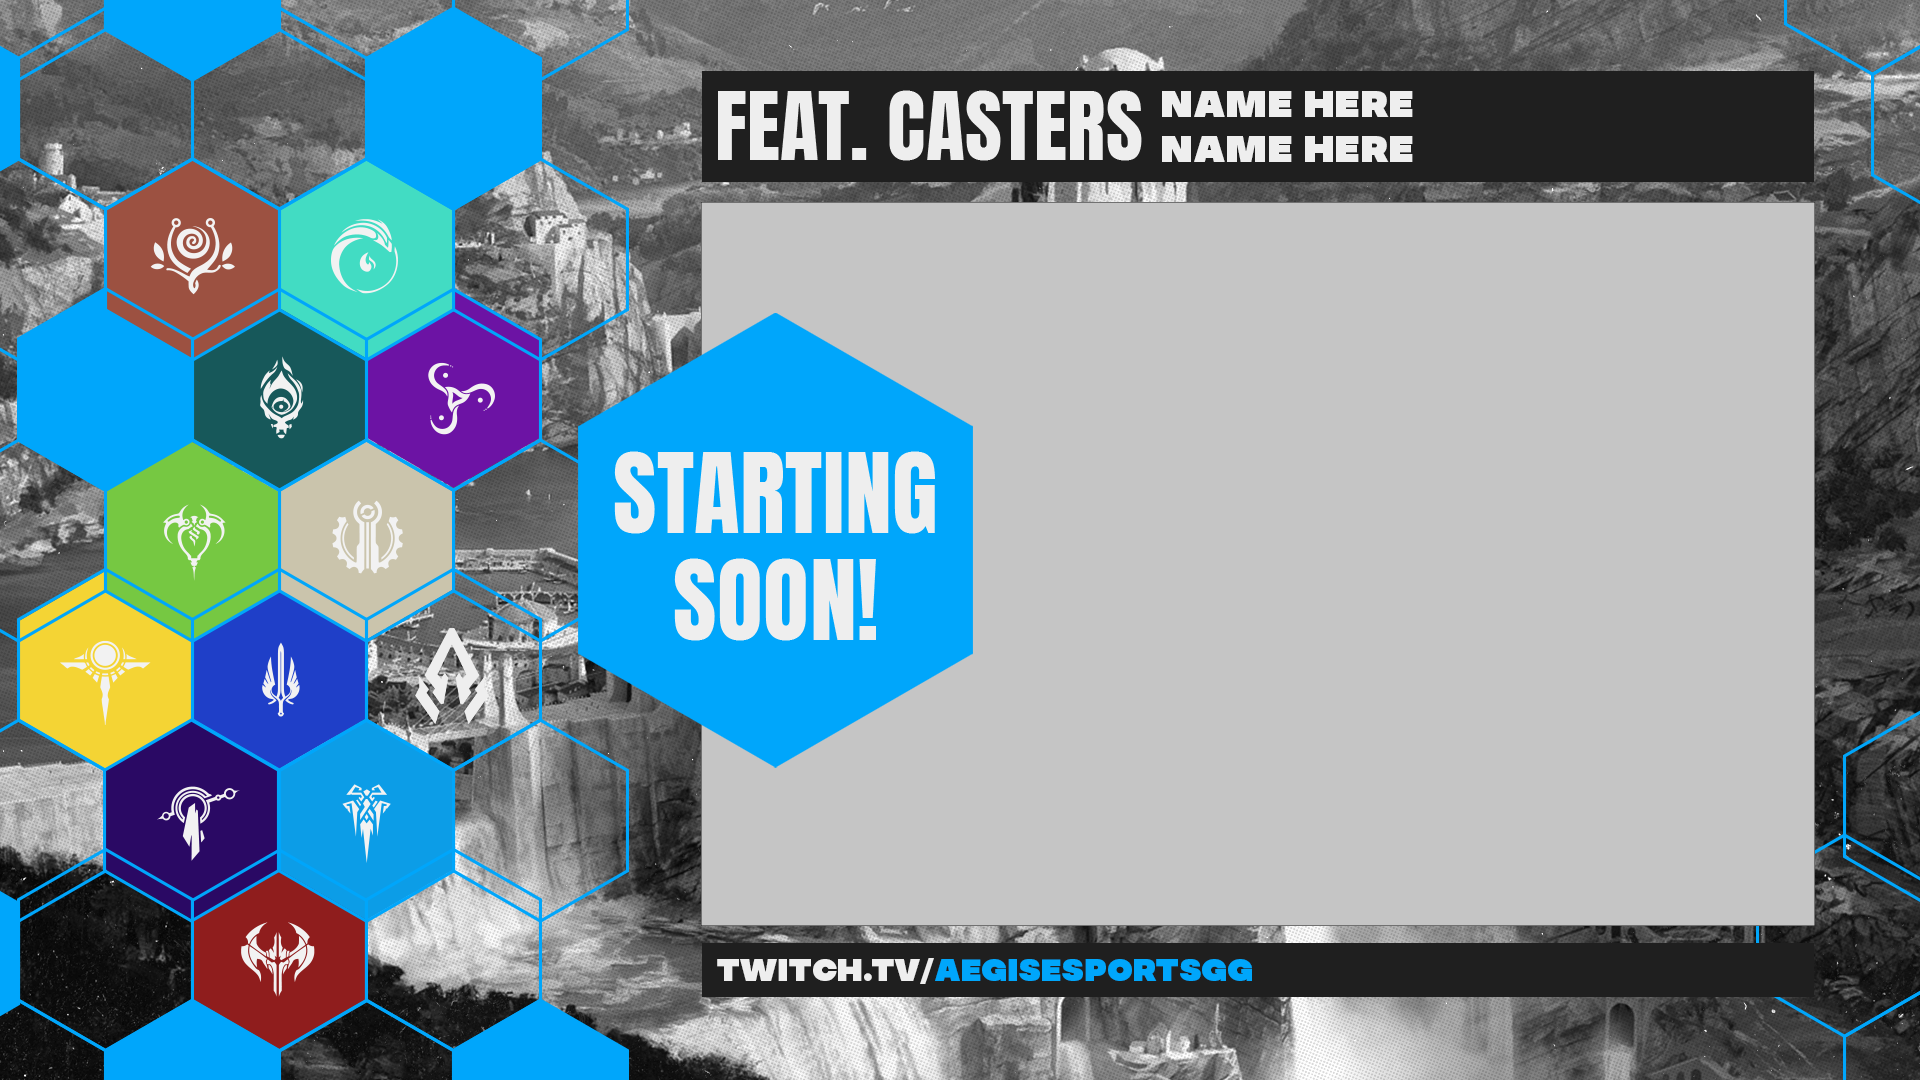 FEAT. CASTERS
NAME HERE
NAME HERE
STARTING
SOON!
TWITCH.TV/AEGISESPORTSGG